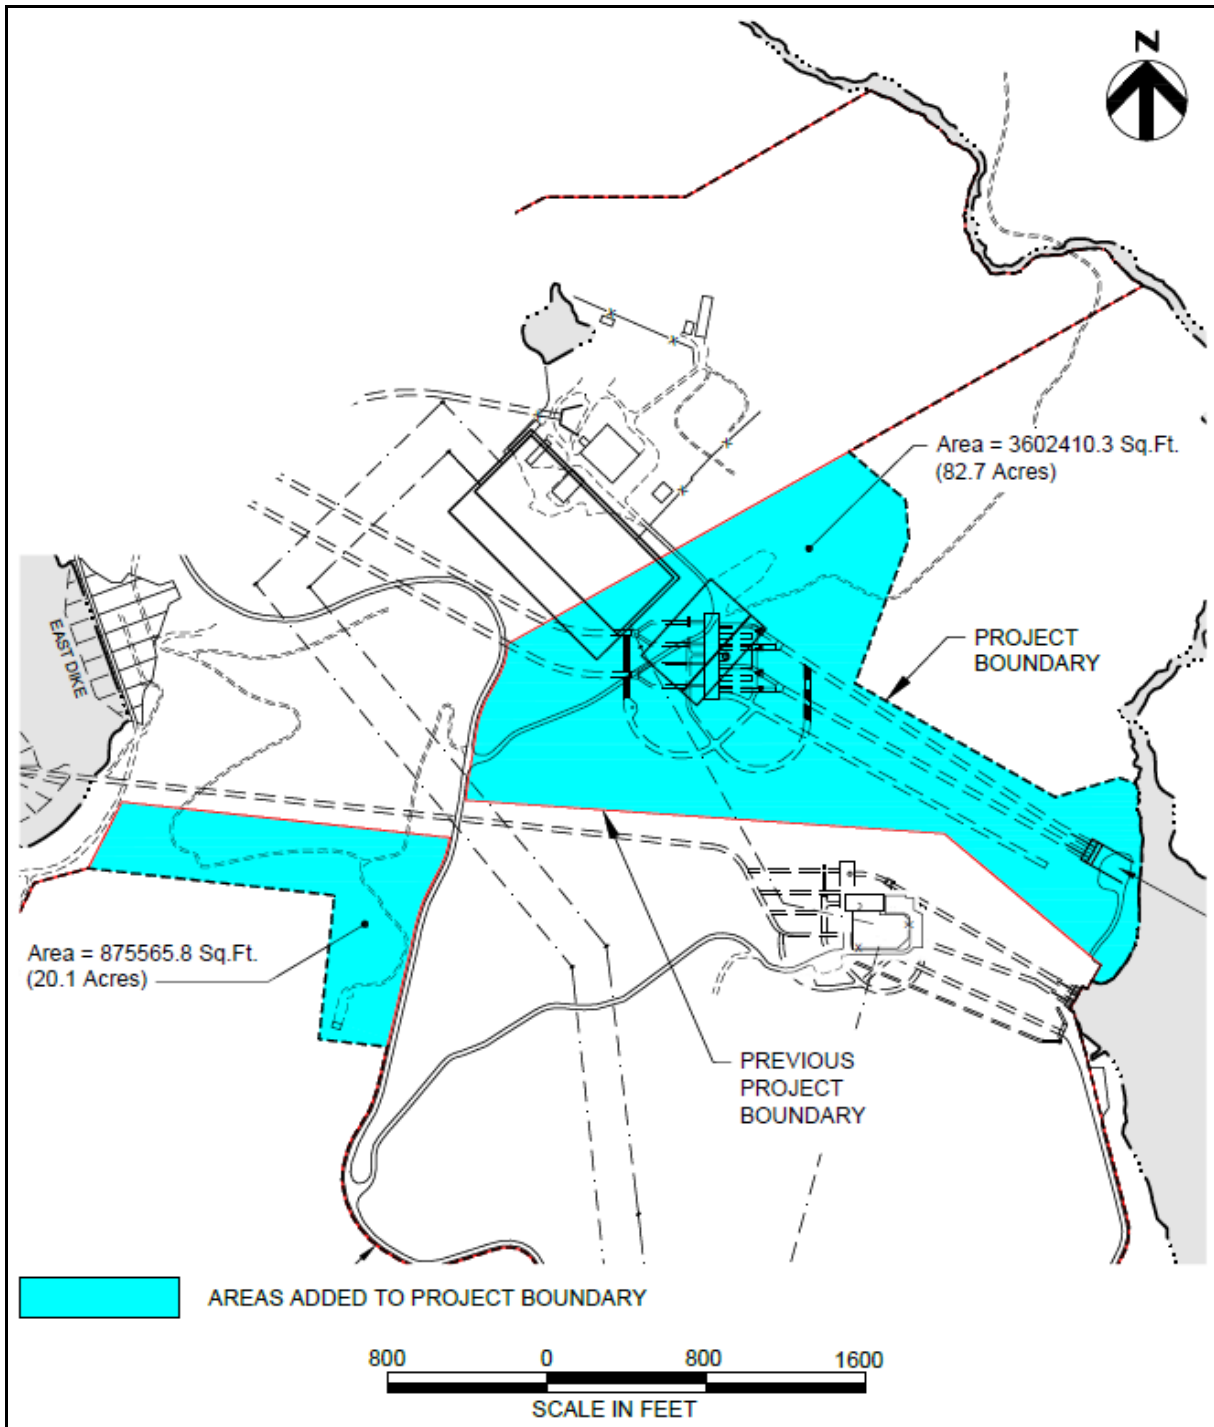 N
Area = 3602410.3 Sq.Ft.
(82.7 Acres)
EAST DIKE
PROJECT
BOUNDARY
Area = 875565.8 Sq.Ft.
(20.1 Acres)
PREVIOUS
PROJECT
BOUNDARY
AREAS ADDED TO PROJECT BOUNDARY
800 0 800 1600
SCALE IN FEET